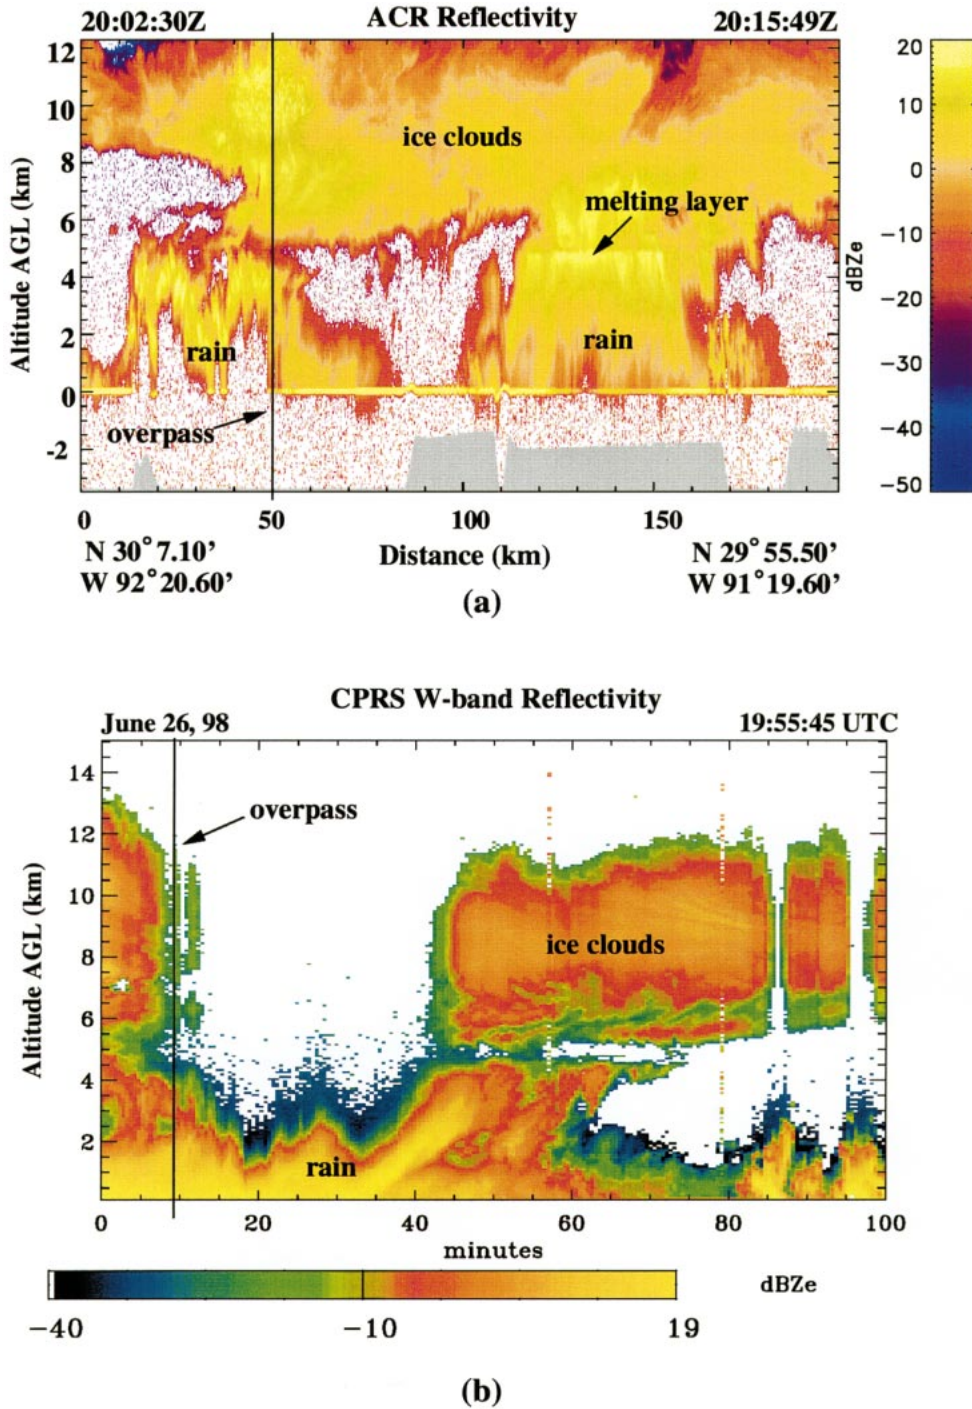 ACR Reflectivity
20:02:30Z
20:15:49Z
12
10
8
6
4
2
0
-2
Altitude AGL (km)
ice clouds
melting layer
rain
rain
overpass
0
50
100
150
N 30° 7.10'
W 92° 20.60'
Distance (km)
N 29° 55.50'
W 91° 19.60'
20
10
0
-10
-20
-30
-40
-50
dBZe
(a)
CPRS W-band Reflectivity
June 26, 98
19:55:45 UTC
14
12
10
8
6
4
2
Altitude AGL (km)
overpass
ice clouds
rain
0
20
40
60
80
100
minutes
-40
-10
19
dBZe
(b)